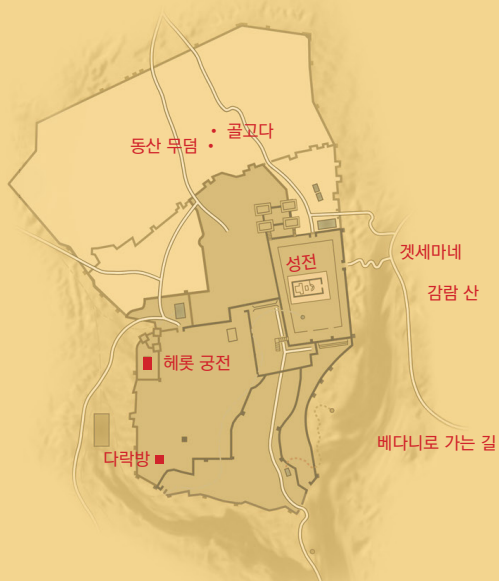 골고다
동산 무덤
성전
겟세마네
감람 산
헤롯 궁전
베다니로 가는 길
다락방